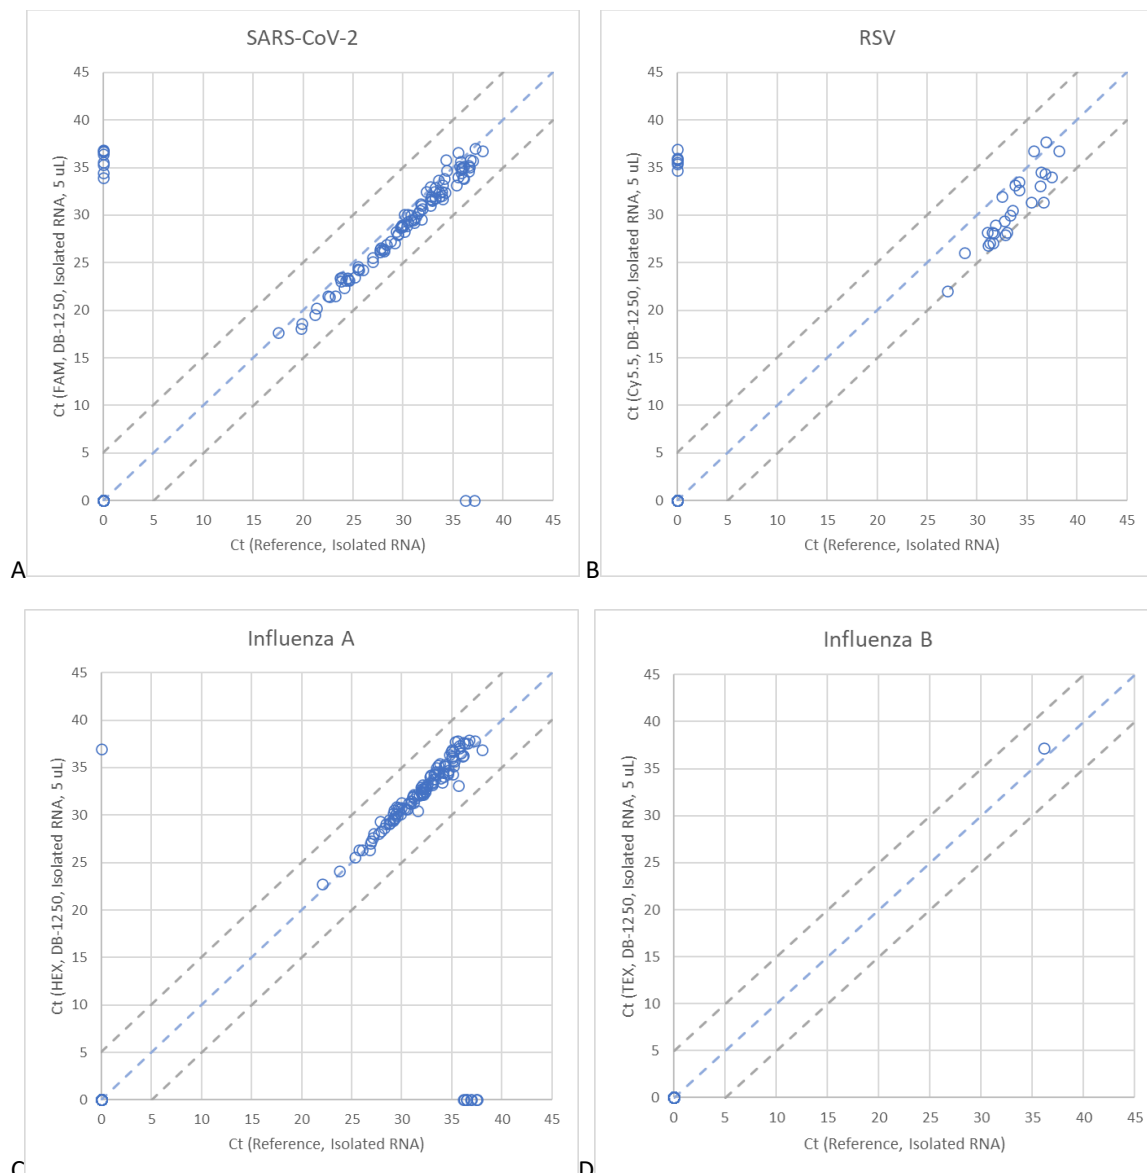 SARS-CoV-2
45
40
35
30
25
20
15
10
5
0
Ct (FAM, DB-1250, Isolated RNA, 5 uL)
0 5 10 15 20 25 30 35 40 45
Ct (Reference, Isolated RNA)
A
RSV
45
40
35
30
25
20
15
10
5
0
Ct (Cy5.5, DB-1250, Isolated RNA, 5 uL)
0 5 10 15 20 25 30 35 40 45
Ct (Reference, Isolated RNA)
B
Influenza A
45
40
35
30
25
20
15
10
5
0
Ct (HEX, DB-1250, Isolated RNA, 5 uL)
0 5 10 15 20 25 30 35 40 45
Ct (Reference, Isolated RNA)
C
Influenza B
45
40
35
30
25
20
15
10
5
0
Ct (TEX, DB-1250, Isolated RNA, 5 uL)
0 5 10 15 20 25 30 35 40 45
Ct (Reference, Isolated RNA)
D